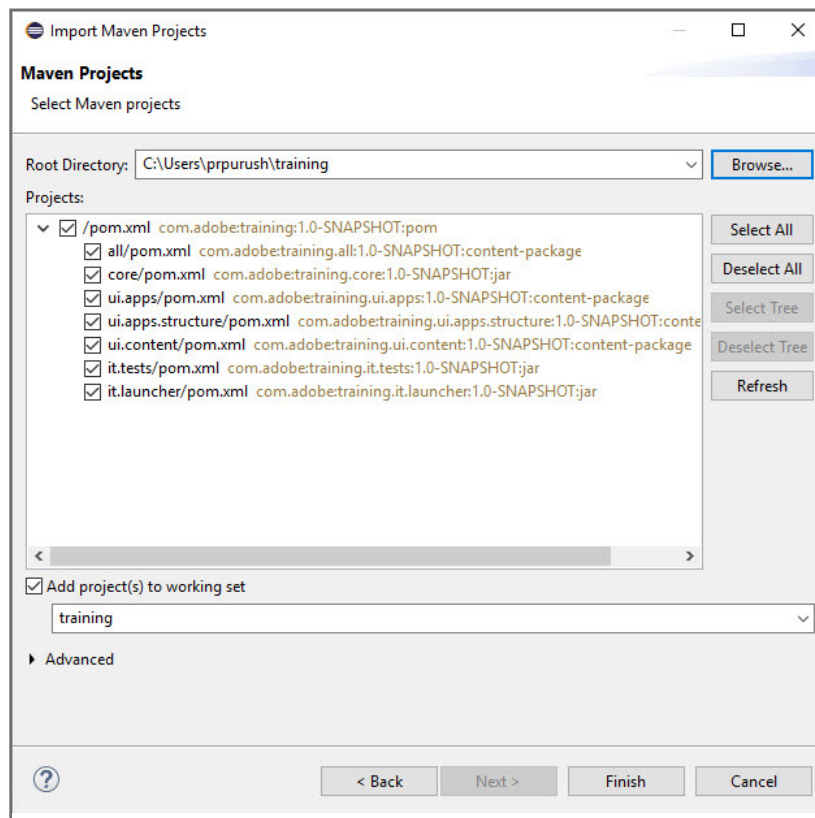 Import Maven Projects
Maven Projects
Select Maven projects
Root Directory: C:\Users\prpurush\training Browse...
Projects:
/pom.xml com.adobe:training:1.0-SNAPSHOT:pom
all/pom.xml com.adobe:training.all:1.0-SNAPSHOT:content-package
core/pom.xml com.adobe:training.core:1.0-SNAPSHOT:jar
ui.apps/pom.xml com.adobe:training.ui.apps:1.0-SNAPSHOT:content-package
ui.apps.structure/pom.xml com.adobe:training.ui.apps.structure:1.0-SNAPSHOT:conte
ui.content/pom.xml com.adobe:training.ui.content:1.0-SNAPSHOT:content-package
it.tests/pom.xml com.adobe:training.it.tests:1.0-SNAPSHOT:jar
it.launcher/pom.xml com.adobe:training.it.launcher:1.0-SNAPSHOT:jar
Select All
Deselect All
Select Tree
Deselect Tree
Refresh
Add project(s) to working set
training
Advanced
? < Back Next > Finish Cancel